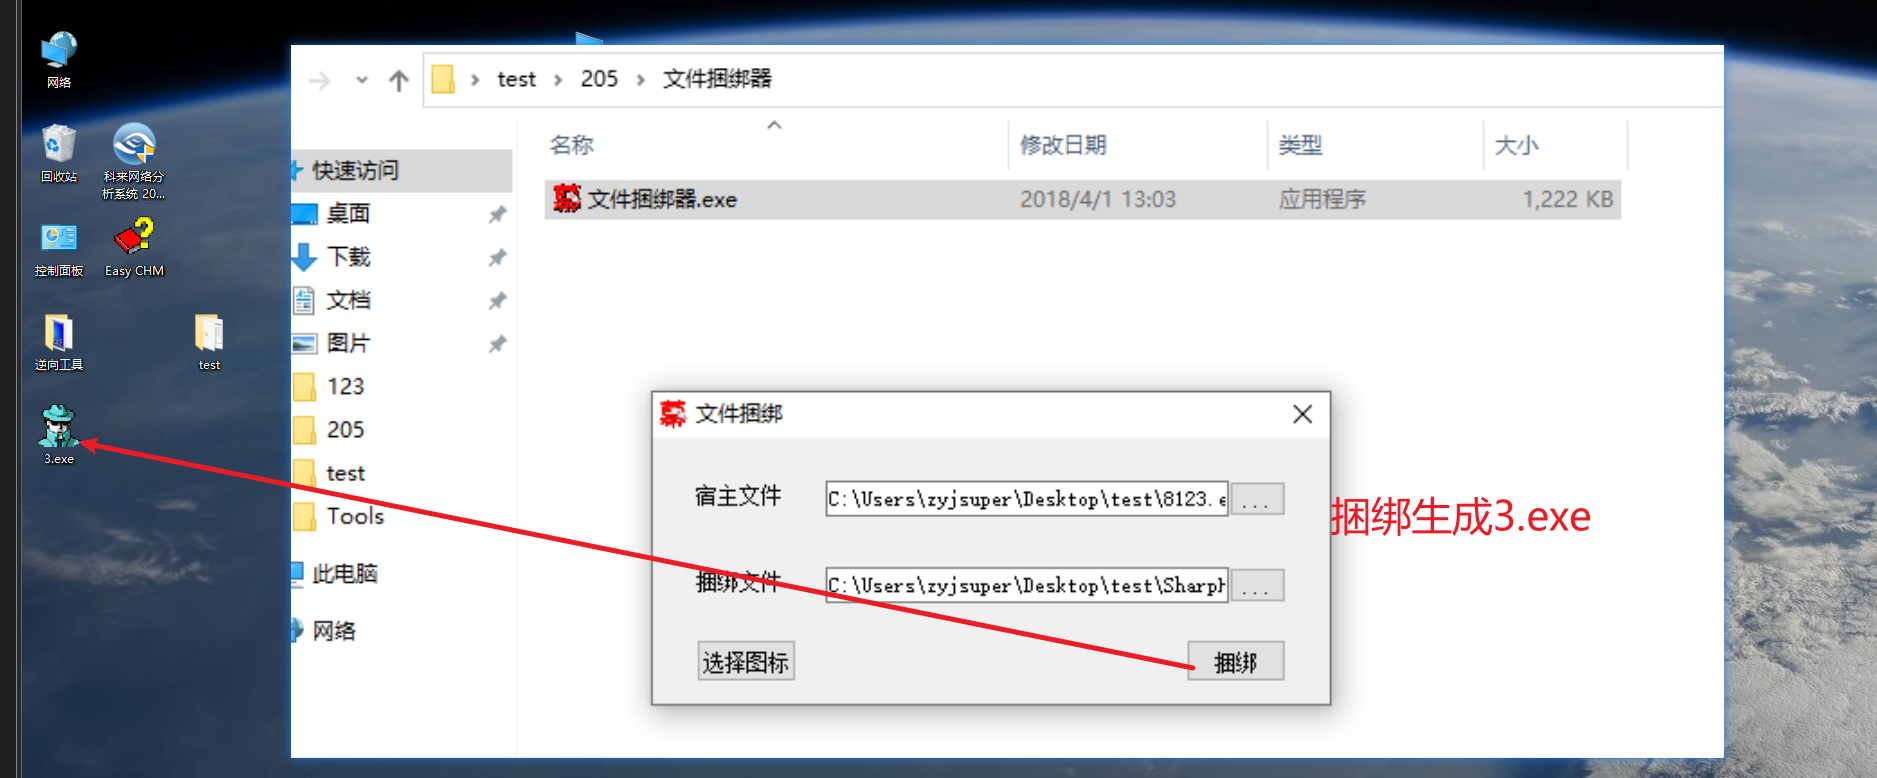 网络
回收站
科来网络分
析系统 20...
控制面板
Easy CHM
逆向工具
test
3.exe
test
205
文件捆绑器
名称
修改日期
类型
大小
快速访问
桌面
下载
文档
图片
123
205
test
Tools
此电脑
网络
文件捆绑器.exe
2018/4/1 13:03
应用程序
1,222 KB
文件捆绑
宿主文件
C:\Users\zyjsuper\Desktop\test\8123.e
...
捆绑文件
C:\Users\zyjsuper\Desktop\test\SharpH
...
选择图标
捆绑
捆绑生成3.exe